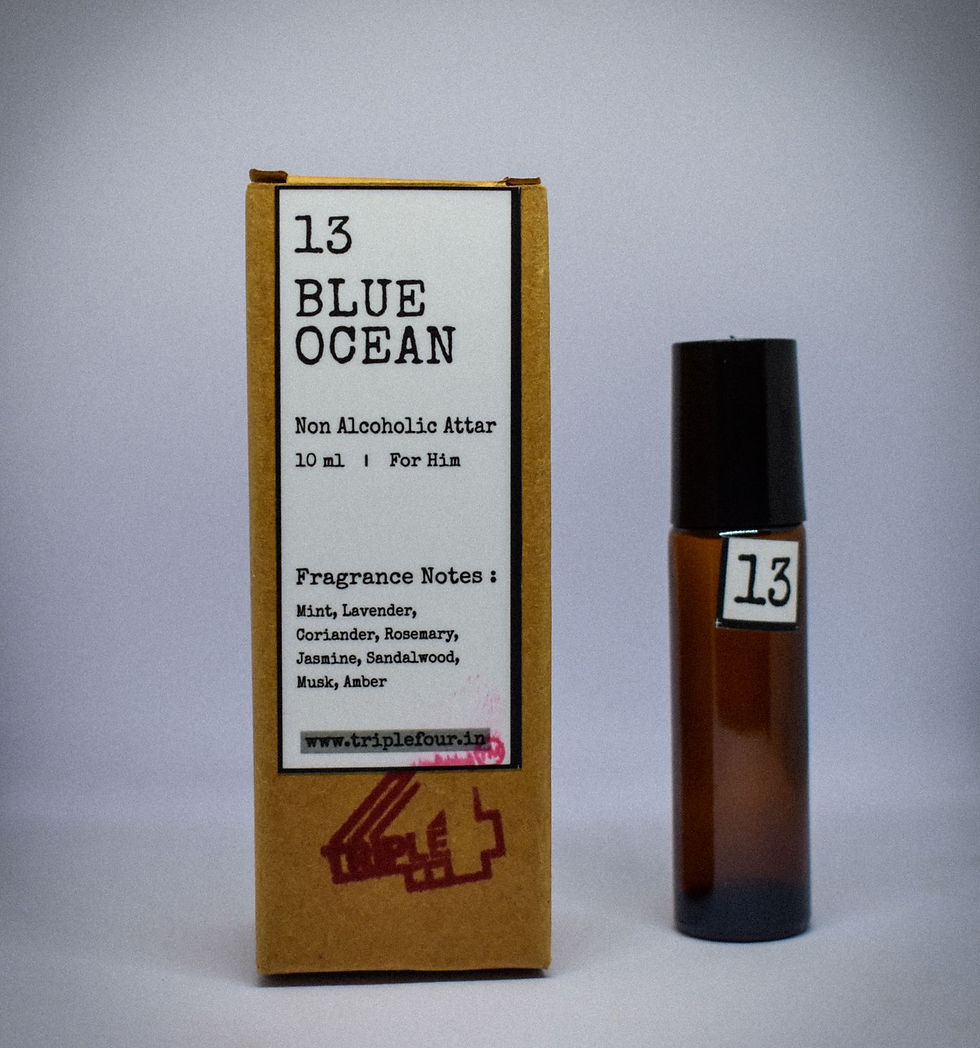 13
BLUE
OCEAN
Non Alcoholic Attar
10 ml | For Him
Fragrance Notes :
Mint, Lavender,
Coriander, Rosemary,
Jasmine, Sandalwood,
Musk, Amber
www.triplefour.in
TRIPLE
13